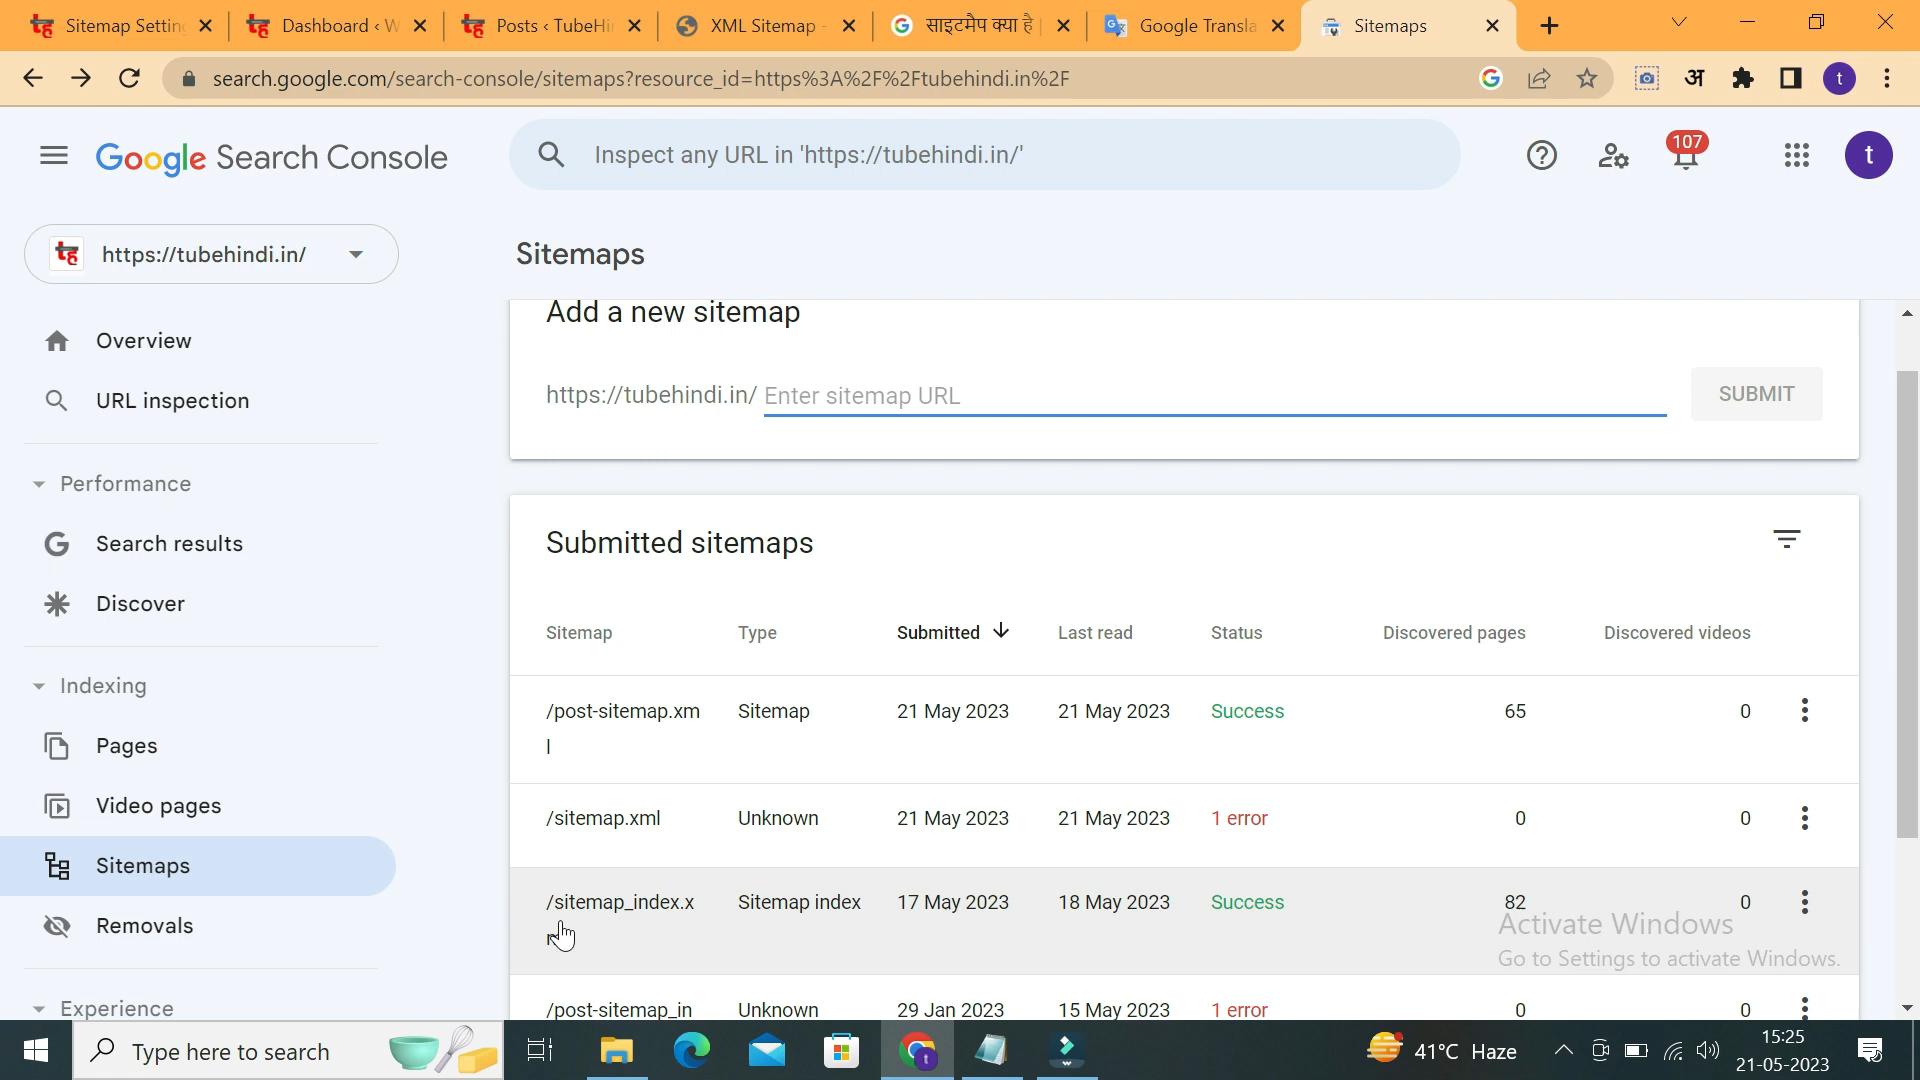 Sitemap Settin
Dashboard ‹ W
Posts ‹ TubeHi
XML Sitemap -
साइटमैप क्या है
Google Transla
Sitemaps
search.google.com/search-console/sitemaps?resource_id=https%3A%2F%2Ftubehindi.in%2F
अ
t
Google Search Console
Inspect any URL in 'https://tubehindi.in/'
107
t
तुह
https://tubehindi.in/
Sitemaps
Overview
URL inspection
Performance
Search results
Discover
Indexing
Pages
Video pages
Sitemaps
Removals
Experience
Add a new sitemap
https://tubehindi.in/ Enter sitemap URL
SUBMIT
Submitted sitemaps
Sitemap Type Submitted Last read Status Discovered pages Discovered videos
/post-sitemap.xm Sitemap 21 May 2023 21 May 2023 Success 65 0
l
/sitemap.xml Unknown 21 May 2023 21 May 2023 1 error 0 0
/sitemap_index.x Sitemap index 17 May 2023 18 May 2023 Success 82 0
/post-sitemap_in Unknown 29 Jan 2023 15 May 2023 1 error 0 0
Activate Windows
Go to Settings to activate Windows.
Type here to search
41°C Haze
15:25
21-05-2023